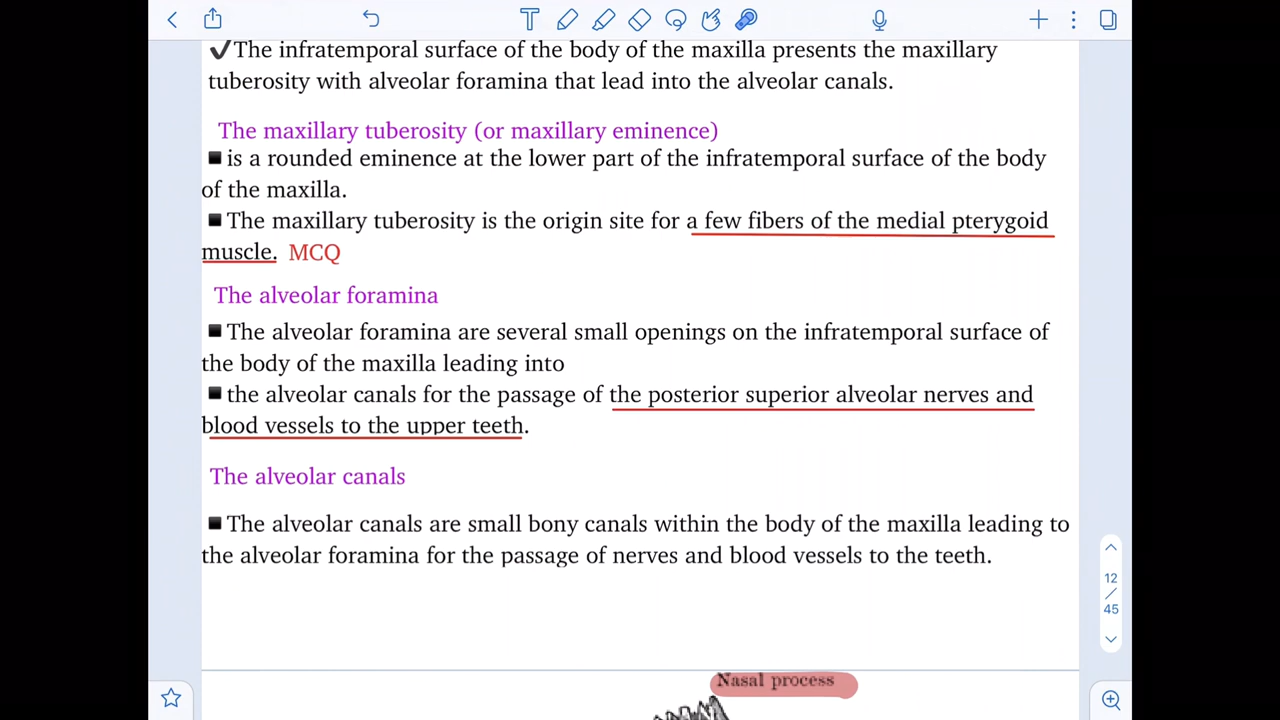 ✔The infratemporal surface of the body of the maxilla presents the maxillary
tuberosity with alveolar foramina that lead into the alveolar canals.
The maxillary tuberosity (or maxillary eminence)
▪is a rounded eminence at the lower part of the infratemporal surface of the body
of the maxilla.
▪The maxillary tuberosity is the origin site for a few fibers of the medial pterygoid
muscle. MCQ
The alveolar foramina
▪The alveolar foramina are several small openings on the infratemporal surface of
the body of the maxilla leading into
▪the alveolar canals for the passage of the posterior superior alveolar nerves and
blood vessels to the upper teeth.
The alveolar canals
▪The alveolar canals are small bony canals within the body of the maxilla leading to
the alveolar foramina for the passage of nerves and blood vessels to the teeth.
12
/
45
Nasal process